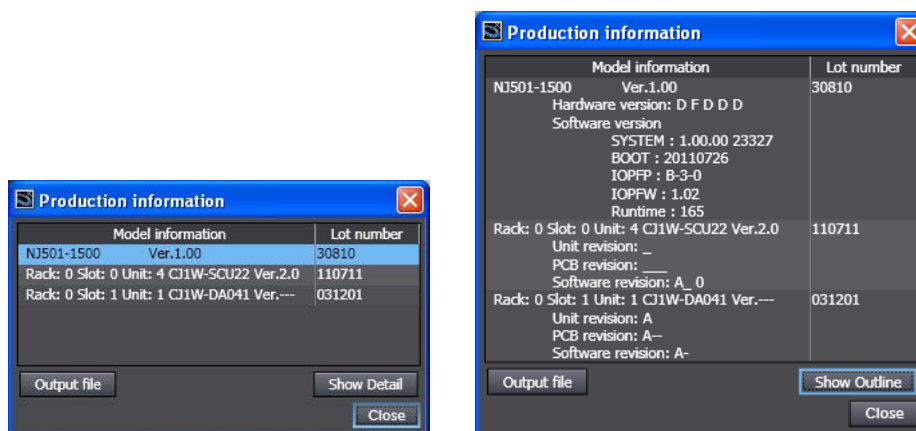 Production information
Model information Lot number
NJ501-1500 Ver.1.00 30810
Rack: 0 Slot: 0 Unit: 4 CJ1W-SCU22 Ver.2.0 110711
Rack: 0 Slot: 1 Unit: 1 CJ1W-DA041 Ver.--- 031201
Output file Show Detail
Close
Production information
Model information Lot number
NJ501-1500 Ver.1.00 30810
Hardware version: D F D D D
Software version
SYSTEM : 1.00.00 23327
BOOT : 20110726
IOPFP : B-3-0
IOPFW : 1.02
Runtime : 165
Rack: 0 Slot: 0 Unit: 4 CJ1W-SCU22 Ver.2.0 110711
Unit revision: _
PCB revision: ___
Software revision: A_ 0
Rack: 0 Slot: 1 Unit: 1 CJ1W-DA041 Ver.--- 031201
Unit revision: A
PCB revision: A--
Software revision: A-
Output file Show Outline
Close